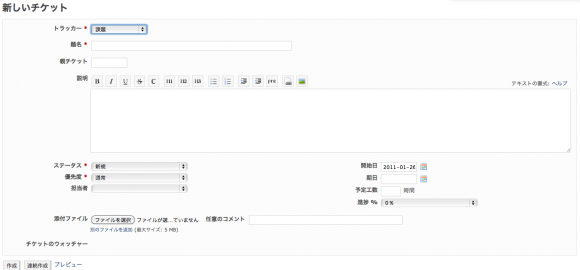 新しいチケット
トラッカー * 課題
題名 *
親チケット
説明 B I U S C H1 H2 H3 pre テキストの書式: ヘルプ
ステータス * 新規 開始日 2011-01-26
優先度 * 通常 期日
担当者 予定工数 時間
進捗 % 0 %
添付ファイル ファイルを選択 ファイルが選...ていません 任意のコメント
別のファイルを追加 (最大サイズ: 5 MB)
チケットのウォッチャー
作成 連続作成 プレビュー